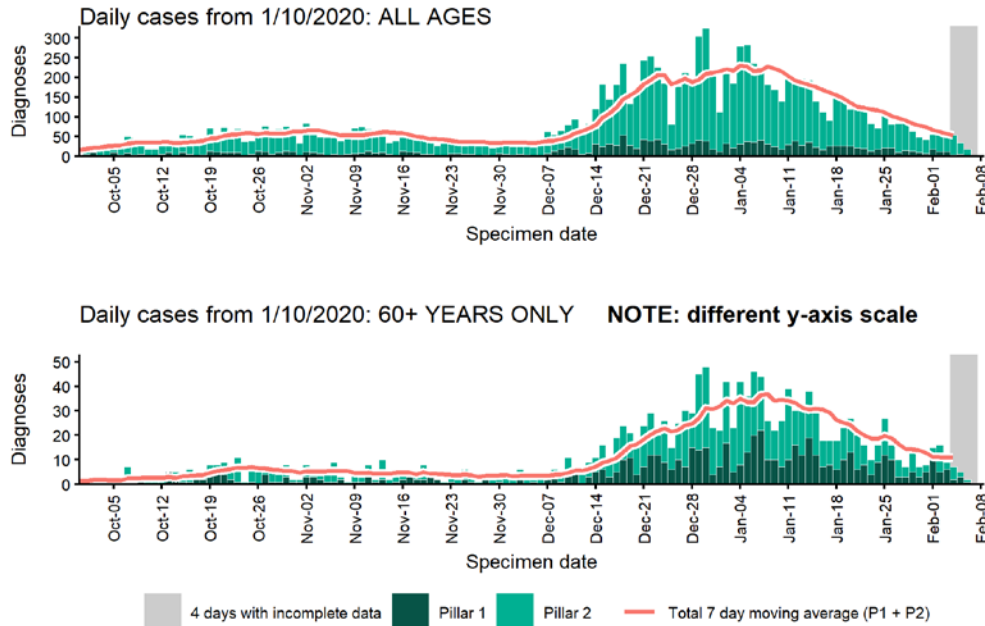 Daily cases from 1/10/2020: ALL AGES
300
250
200
150
100
50
0
Diagnoses
Oct-05 Oct-12 Oct-19 Oct-26 Nov-02 Nov-09 Nov-16 Nov-23 Nov-30 Dec-07 Dec-14 Dec-21 Dec-28 Jan-04 Jan-11 Jan-18 Jan-25 Feb-01 Feb-08
Specimen date
Daily cases from 1/10/2020: 60+ YEARS ONLY NOTE: different y-axis scale
50
40
30
20
10
0
Diagnoses
Oct-05 Oct-12 Oct-19 Oct-26 Nov-02 Nov-09 Nov-16 Nov-23 Nov-30 Dec-07 Dec-14 Dec-21 Dec-28 Jan-04 Jan-11 Jan-18 Jan-25 Feb-01 Feb-08
Specimen date
4 days with incomplete data Pillar 1 Pillar 2 Total 7 day moving average (P1 + P2)